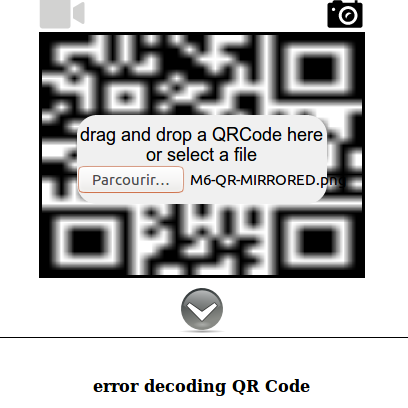 drag and drop a QRCode here
or select a file
Parcourir... M6-QR-MIRRORED.png
error decoding QR Code